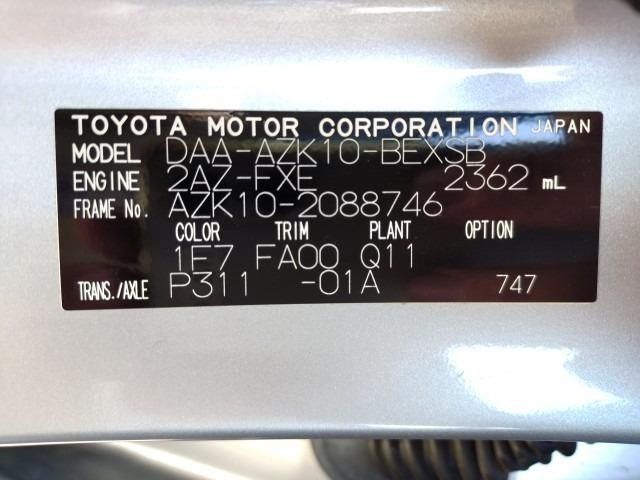 TOYOTA MOTOR CORPORATION JAPAN
MODEL DAA-AZK10-BEXSB
ENGINE 2AZ-FXE 2362 mL
FRAME No. AZK10-2088746
COLOR TRIM PLANT OPTION
1F7 FA00 Q11
TRANS./AXLE P311 -01A 747